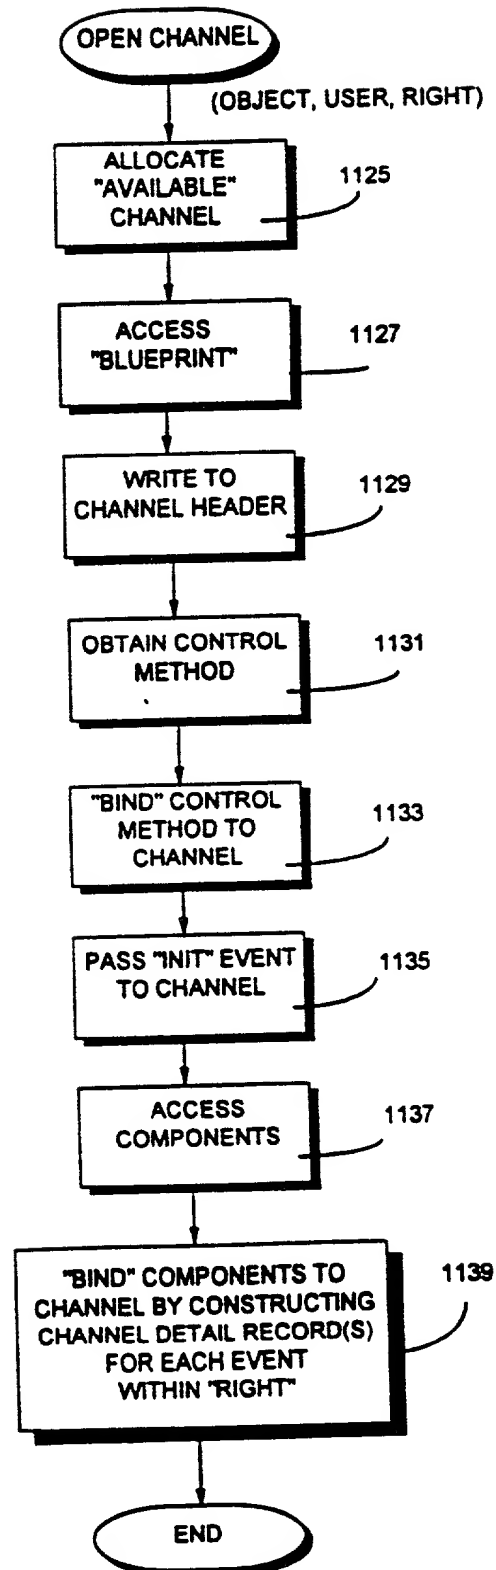 OPEN CHANNEL
(OBJECT, USER, RIGHT)
ALLOCATE
"AVAILABLE"
CHANNEL
1125
ACCESS
"BLUEPRINT"
1127
WRITE TO
CHANNEL HEADER
1129
OBTAIN CONTROL
METHOD
1131
"BIND" CONTROL
METHOD TO
CHANNEL
1133
PASS "INIT" EVENT
TO CHANNEL
1135
ACCESS
COMPONENTS
1137
"BIND" COMPONENTS TO
CHANNEL BY CONSTRUCTING
CHANNEL DETAIL RECORD(S)
FOR EACH EVENT
WITHIN "RIGHT"
1139
END